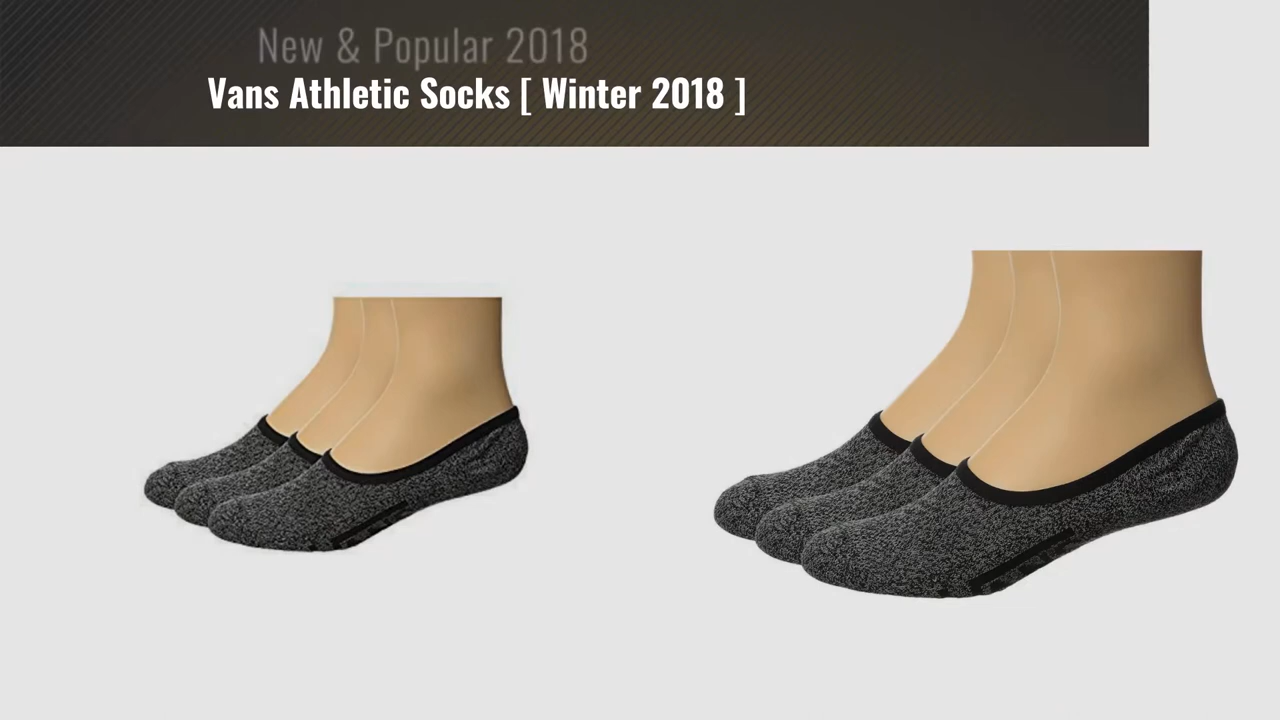 New & Popular 2018
Vans Athletic Socks [ Winter 2018 ]